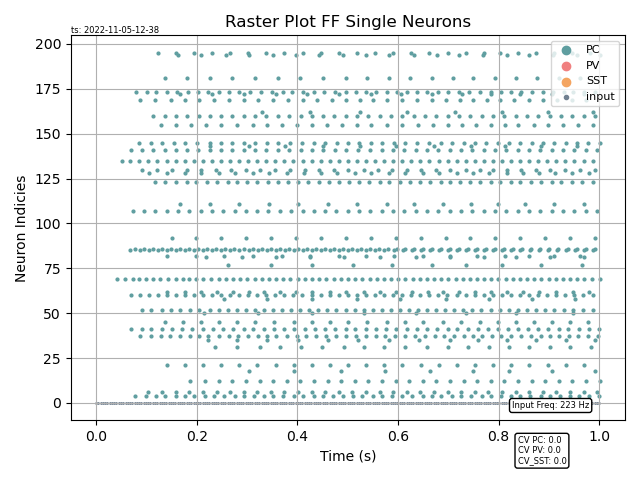 Raster Plot FF Single Neurons
ts: 2022-11-05-12-38
200
175
150
125
100
75
50
25
0
Neuron Indicies
PC
PV
SST
input
Input Freq: 223 Hz
0.0
0.2
0.4
0.6
0.8
1.0
Time (s)
CV PC: 0.0
CV PV: 0.0
CV_SST: 0.0